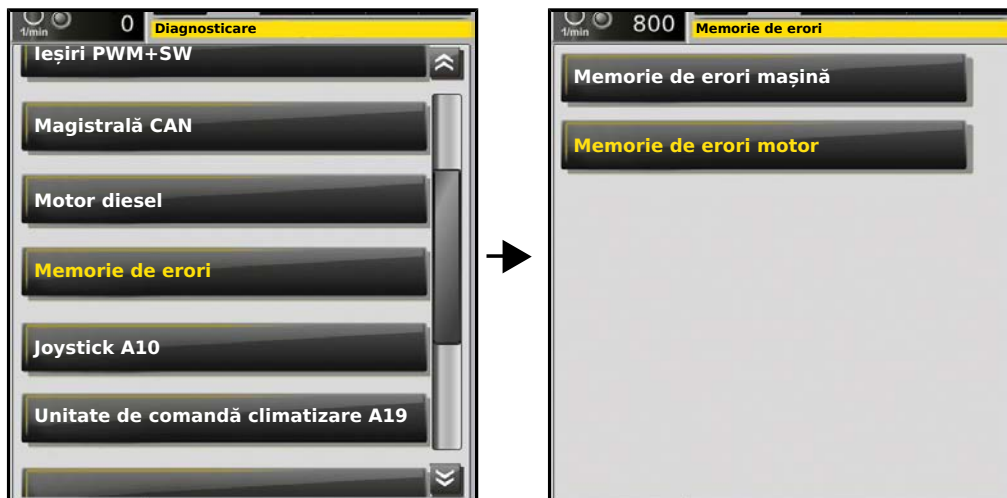 1/min 0 Diagnosticare
Ieșiri PWM+SW
Magistrală CAN
Motor diesel
Memorie de erori
Joystick A10
Unitate de comandă climatizare A19
1/min 800 Memorie de erori
Memorie de erori mașină
Memorie de erori motor